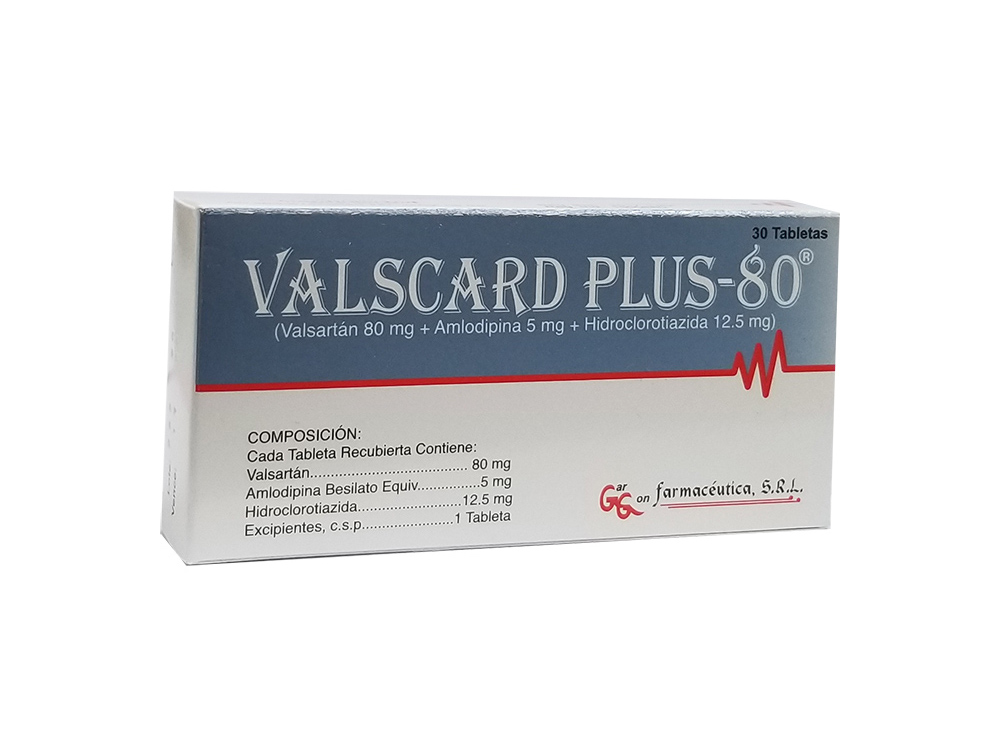 30 Tabletas
VALSCARD PLUS-80®
(Valsartán 80 mg + Amlodipina 5 mg + Hidroclorotiazida 12.5 mg)
COMPOSICIÓN:
Cada Tableta Recubierta Contiene:
Valsartán...................................... 80 mg
Amlodipina Besilato Equiv...............5 mg
Hidroclorotiazida.........................12.5 mg
Excipientes, c.s.p......................1 Tableta
Gar Gon farmacéutica, S.R.L.